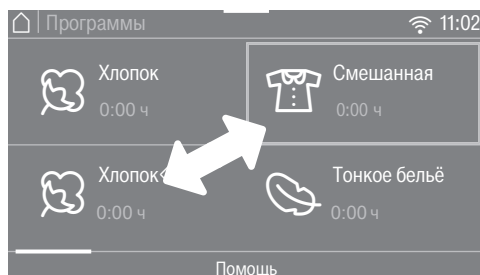 Программы 11:02
Хлопок Смешанная
0:00 ч 0:00 ч
Хлопок Тонкое бельё
0:00 ч 0:00 ч
Помощь